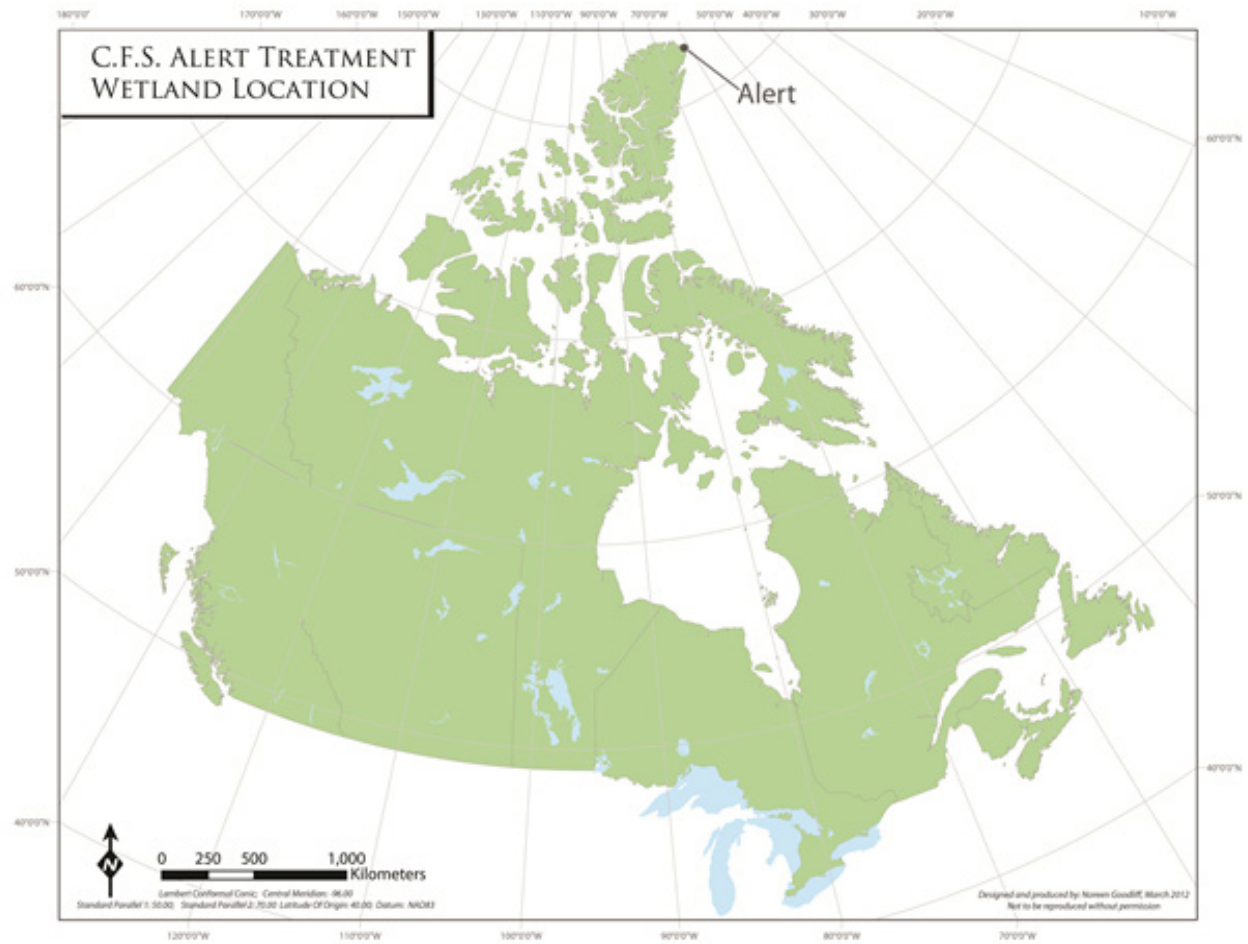 180°0'0" 170°0'0"W 160°0'0"W 150°0'0"W 130°0'0"W 110°0'0"W 90°0'0"W 70°0'0"W 50°0'0"W 40°0'0"W 30°0'0"W 20°0'0"W 10°0'0"W
C.F.S. ALERT TREATMENT
WETLAND LOCATION
Alert
60°0'0"N
60°0'0"N
50°0'0"N
50°0'0"N
40°0'0"N
40°0'0"N
N
0 250 500 1,000
Kilometers
Lambert Conformal Conic; Central Meridian: -96.00
Standard Parallel 1: 50.00; Standard Parallel 2: 70.00 Latitude Of Origin: 40.00; Datum: NAD83
Designed and produced by: Noreen Goodliff, March 2012
Not to be reproduced without permission
120°0'0"W 110°0'0"W 100°0'0"W 90°0'0"W 80°0'0"W 70°0'0"W